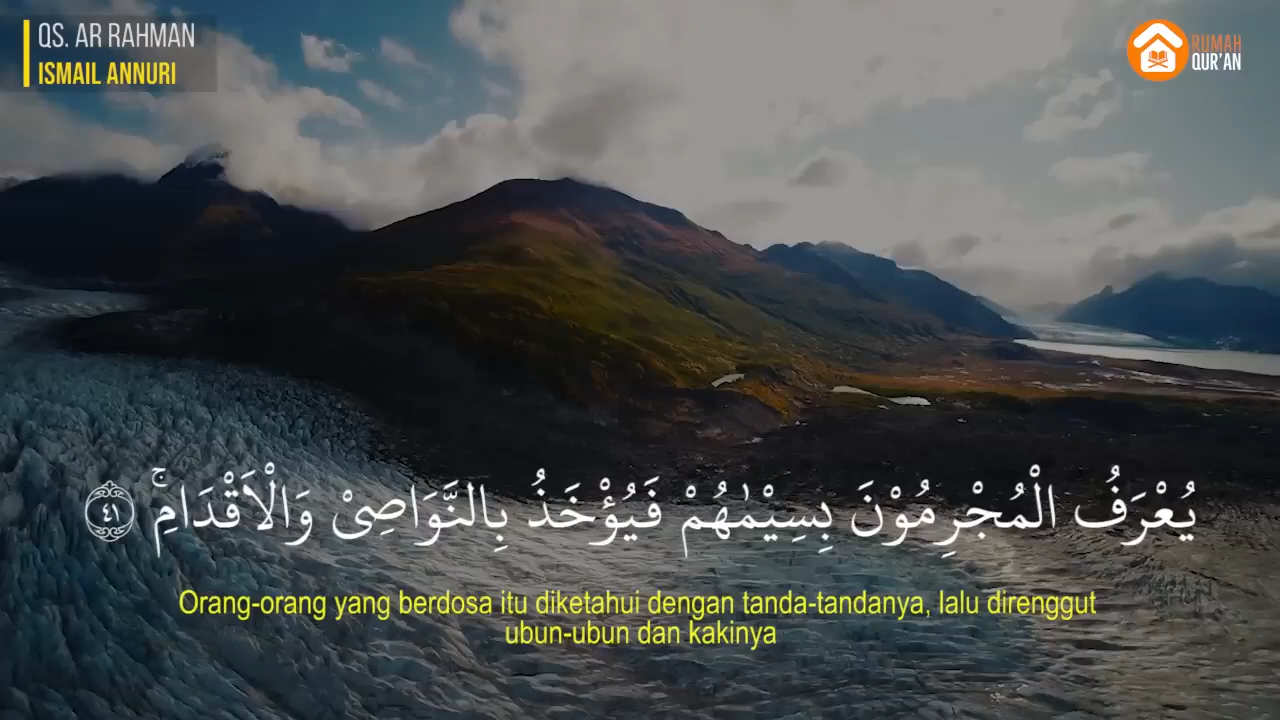 QS. AR RAHMAN
ISMAIL ANNURI
RUMAH
QUR'AN
يُعْرَفُ الْمُجْرِمُوْنَ بِسِيْمٰهُمْ فَيُؤْخَذُ بِالنَّوَاصِيْ وَالْاَقْدَامِۚ ٤١
Orang-orang yang berdosa itu diketahui dengan tanda-tandanya, lalu direnggut
ubun-ubun dan kakinya